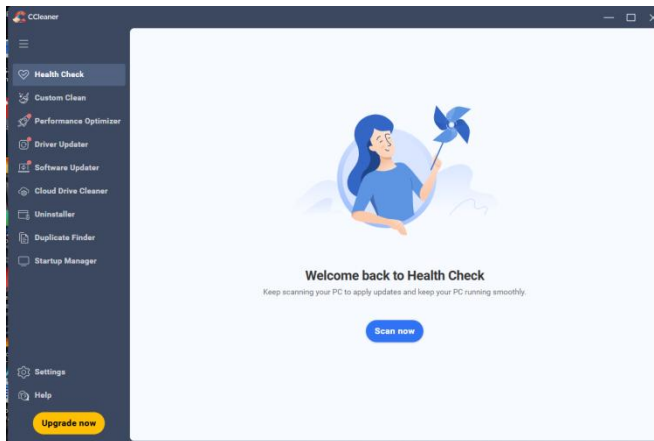 CCleaner
Health Check
Custom Clean
Performance Optimizer
Driver Updater
Software Updater
Cloud Drive Cleaner
Uninstaller
Duplicate Finder
Startup Manager
Settings
Help
Upgrade now
Welcome back to Health Check
Keep scanning your PC to apply updates and keep your PC running smoothly.
Scan now